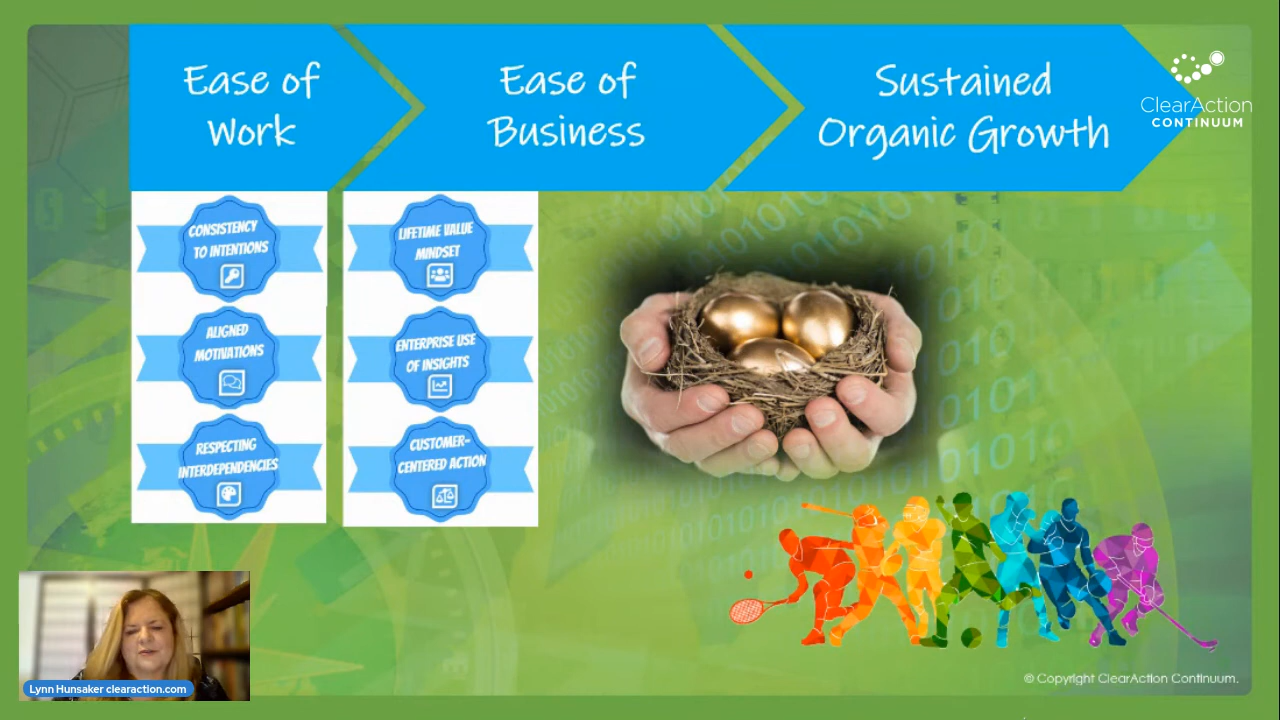 Ease of
Work
Ease of
Business
Sustained
Organic Growth
ClearAction
CONTINUUM
CONSISTENCY
TO INTENTIONS
ALIGNED
MOTIVATIONS
RESPECTING
INTERDEPENDENCIES
LIFETIME VALUE
MINDSET
ENTERPRISE USE
OF INSIGHTS
CUSTOMER-
CENTERED ACTION
Lynn Hunsaker clearaction.com
© Copyright ClearAction Continuum.